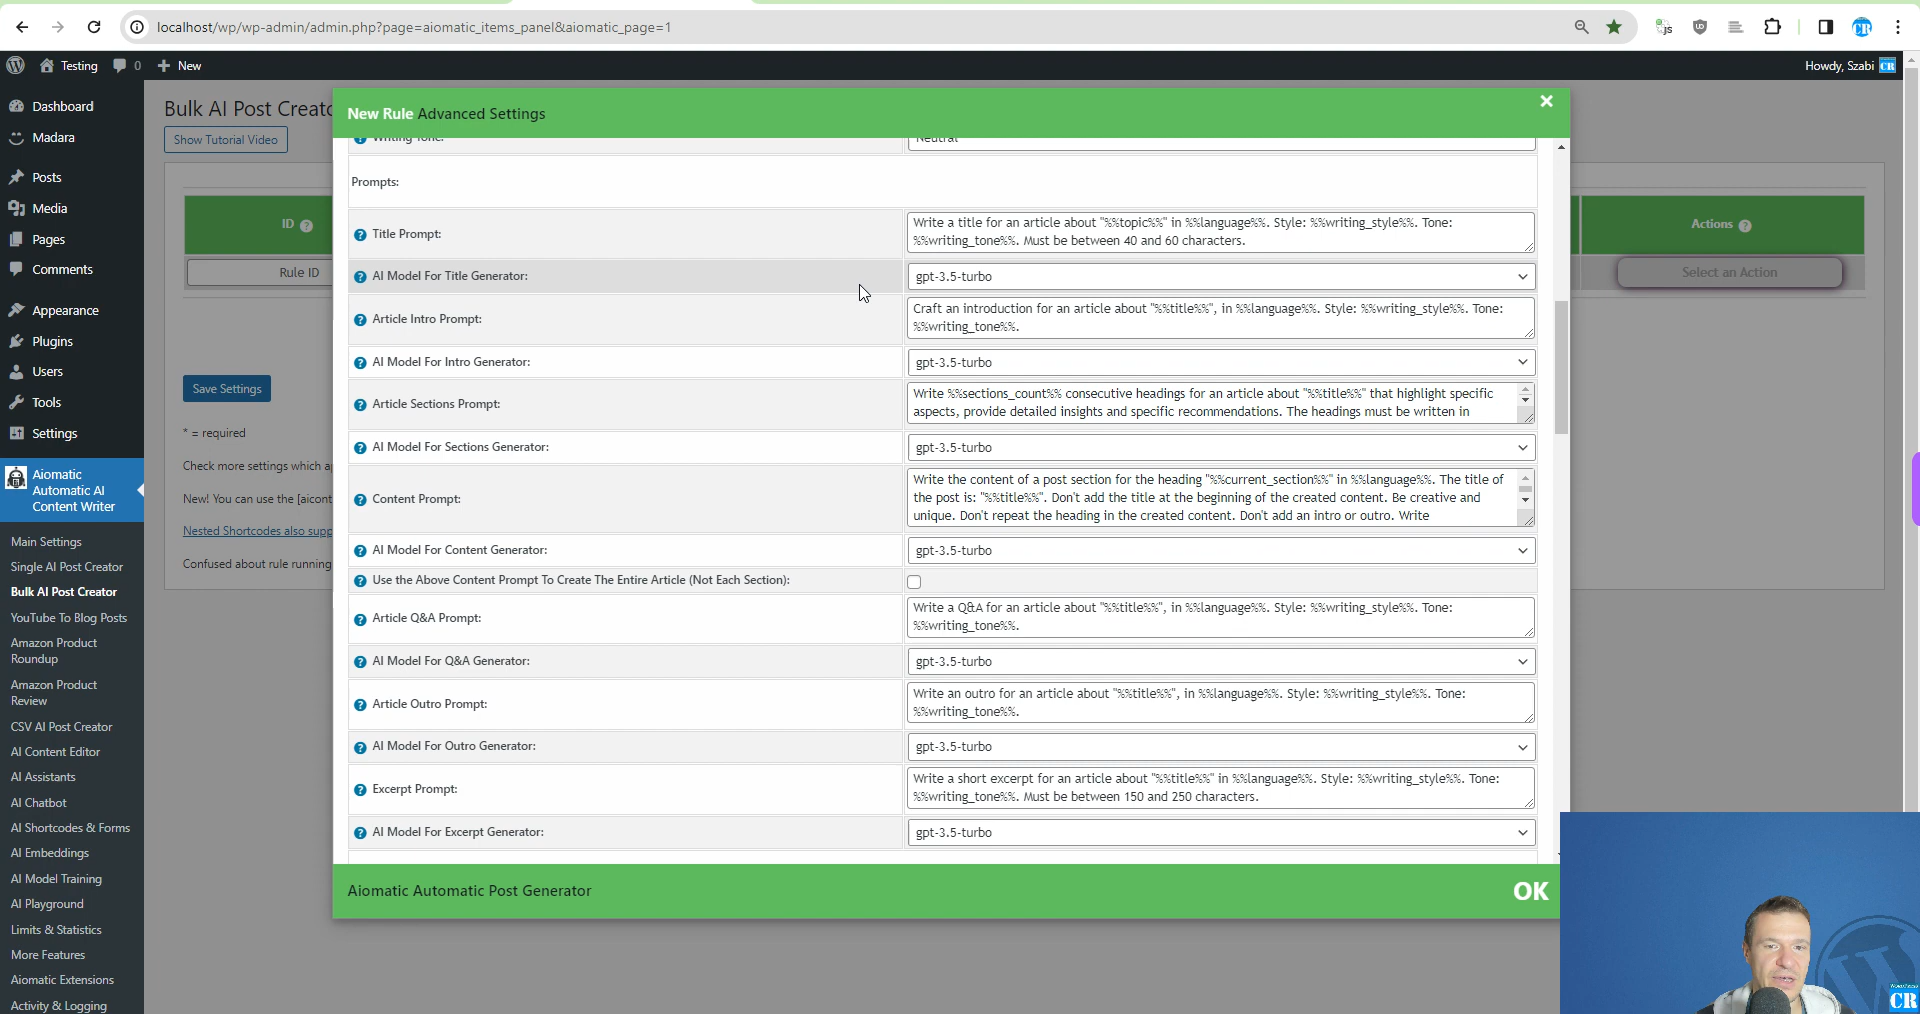 localhost/wp/wp-admin/admin.php?page=aiomatic_items_panel&aiomatic_page=1
Testing
0
New
Howdy, Szabi
CR
Dashboard
Madara
Posts
Media
Pages
Comments
Appearance
Plugins
Users
Tools
Settings
Aiomatic
Automatic AI
Content Writer
Main Settings
Single AI Post Creator
Bulk AI Post Creator
YouTube To Blog Posts
Amazon Product
Roundup
Amazon Product
Review
CSV AI Post Creator
AI Content Editor
AI Assistants
AI Chatbot
AI Shortcodes & Forms
AI Embeddings
AI Model Training
AI Playground
Limits & Statistics
More Features
Aiomatic Extensions
Activity & Logging
Bulk AI Post Creato
Show Tutorial Video
ID
Rule ID
Save Settings
* = required
Check more settings which a
New! You can use the [aicont
Nested Shortcodes also supp
Confused about rule running
Actions
Select an Action
New Rule Advanced Settings
Writing Tone:
Neutral
Prompts:
Title Prompt:
Write a title for an article about "%%topic%%" in %%language%%. Style: %%writing_style%%. Tone:
%%writing_tone%%. Must be between 40 and 60 characters.
AI Model For Title Generator:
gpt-3.5-turbo
Article Intro Prompt:
Craft an introduction for an article about "%%title%%", in %%language%%. Style: %%writing_style%%. Tone:
%%writing_tone%%.
AI Model For Intro Generator:
gpt-3.5-turbo
Article Sections Prompt:
Write %%sections_count%% consecutive headings for an article about "%%title%%" that highlight specific
aspects, provide detailed insights and specific recommendations. The headings must be written in
AI Model For Sections Generator:
gpt-3.5-turbo
Content Prompt:
Write the content of a post section for the heading "%%current_section%%" in %%language%%. The title of
the post is: "%%title%%". Don't add the title at the beginning of the created content. Be creative and
unique. Don't repeat the heading in the created content. Don't add an intro or outro. Write
AI Model For Content Generator:
gpt-3.5-turbo
Use the Above Content Prompt To Create The Entire Article (Not Each Section):
Article Q&A Prompt:
Write a Q&A for an article about "%%title%%", in %%language%%. Style: %%writing_style%%. Tone:
%%writing_tone%%.
AI Model For Q&A Generator:
gpt-3.5-turbo
Article Outro Prompt:
Write an outro for an article about "%%title%%", in %%language%%. Style: %%writing_style%%. Tone:
%%writing_tone%%.
AI Model For Outro Generator:
gpt-3.5-turbo
Excerpt Prompt:
Write a short excerpt for an article about "%%title%%" in %%language%%. Style: %%writing_style%%. Tone:
%%writing_tone%%. Must be between 150 and 250 characters.
AI Model For Excerpt Generator:
gpt-3.5-turbo
Aiomatic Automatic Post Generator
OK
CR